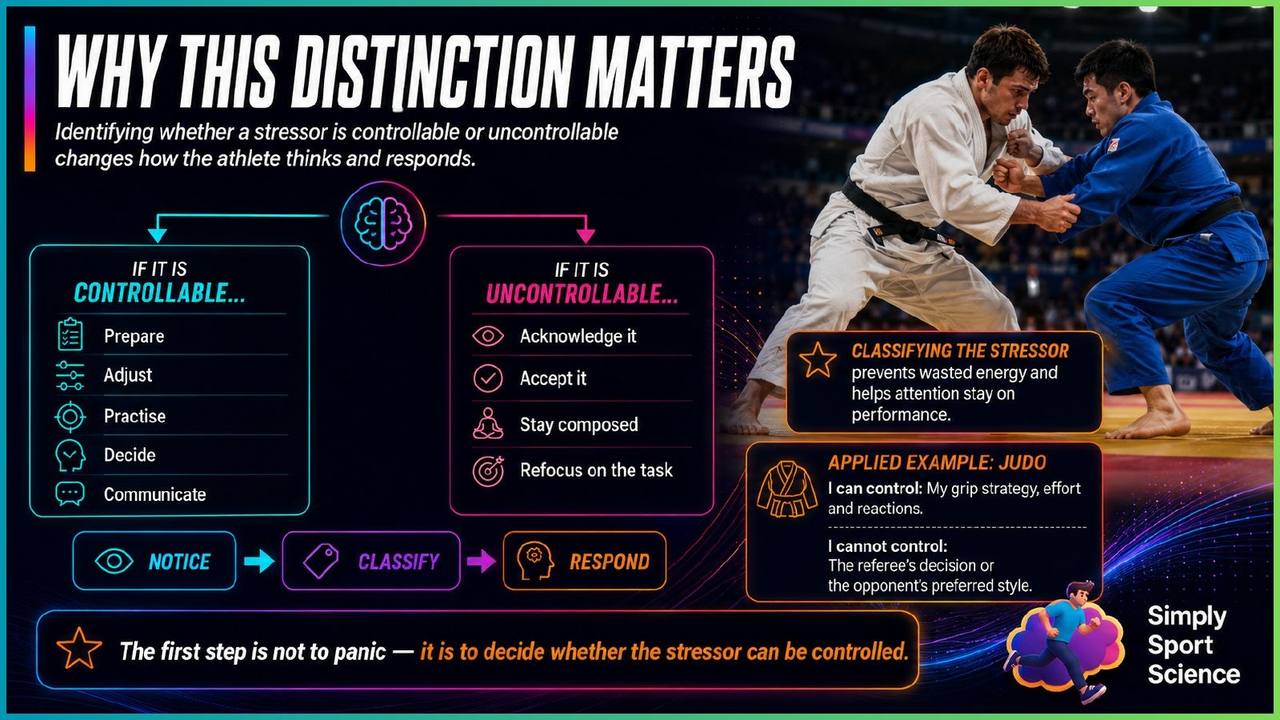 WHY THIS DISTINCTION MATTERS
Identifying whether a stressor is controllable or uncontrollable
changes how the athlete thinks and responds.
IF IT IS
CONTROLLABLE...
Prepare
Adjust
Practise
Decide
Communicate
IF IT IS
UNCONTROLLABLE...
Acknowledge it
Accept it
Stay composed
Refocus on the task
CLASSIFYING THE STRESSOR
prevents wasted energy and
helps attention stay on
performance.
APPLIED EXAMPLE: JUDO
I can control: My grip strategy, effort
and reactions.
I cannot control:
The referee's decision or
the opponent's preferred style.
NOTICE
CLASSIFY
RESPOND
The first step is not to panic — it is to decide whether the stressor can be controlled.
Simply
Sport
Science